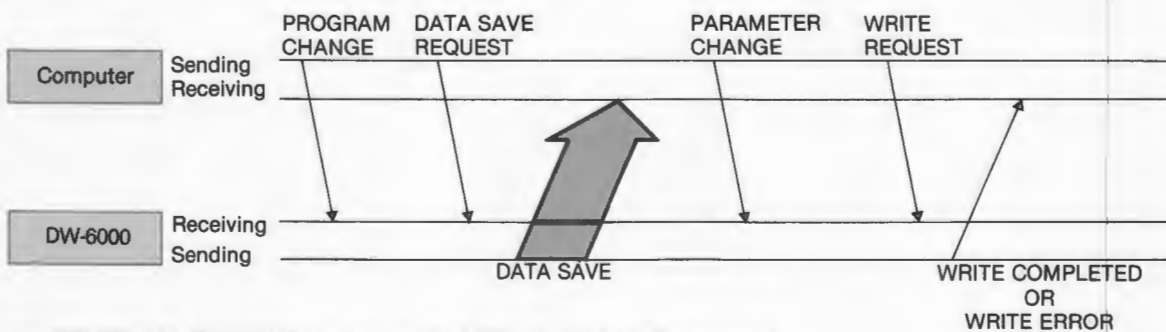 PROGRAM CHANGE
DATA SAVE REQUEST
PARAMETER CHANGE
WRITE REQUEST
Computer
Sending
Receiving
DW-6000
Receiving
Sending
DATA SAVE
WRITE COMPLETED
OR
WRITE ERROR